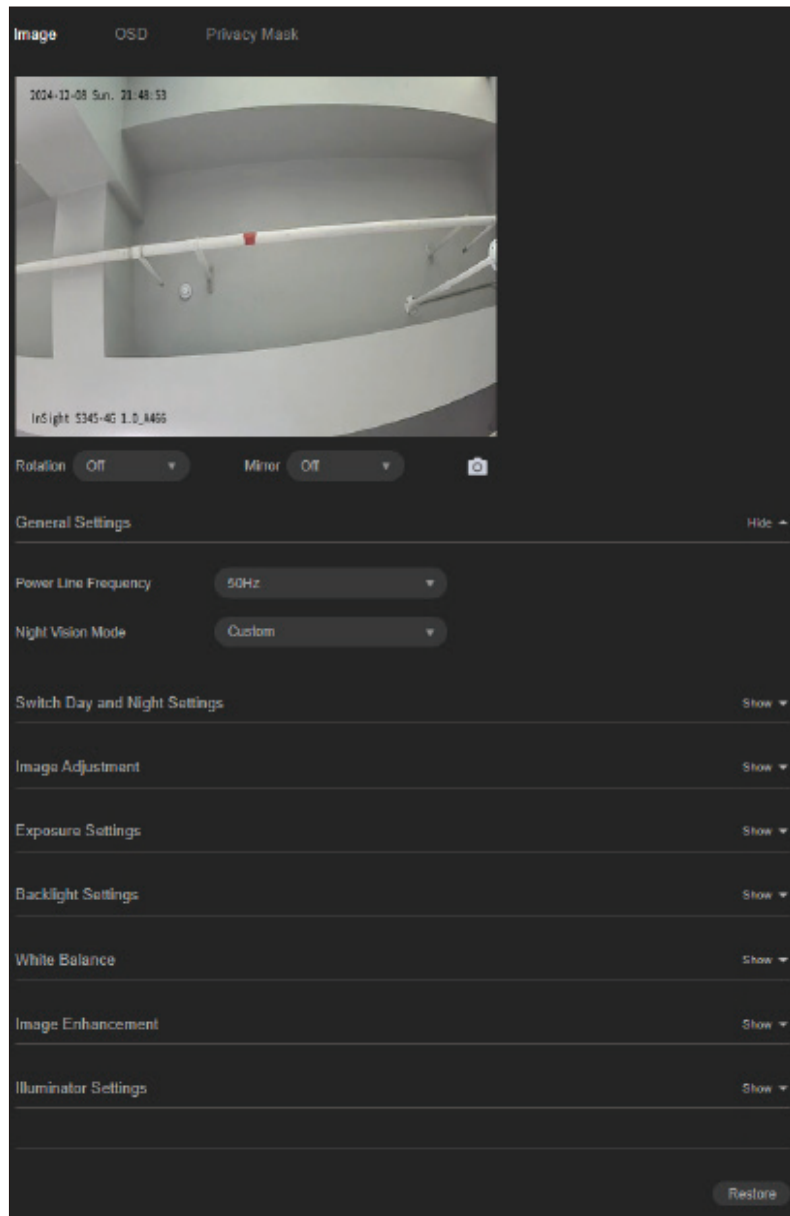 Image OSD Privacy Mask
2024-12-08 Sun. 21:48:53
InSight S345-4G 1.0_A466
Rotation Off Mirror Off
General Settings Hide
Power Line Frequency 50Hz
Night Vision Mode Custom
Switch Day and Night Settings Show
Image Adjustment Show
Exposure Settings Show
Backlight Settings Show
White Balance Show
Image Enhancement Show
Illuminator Settings Show
Restore